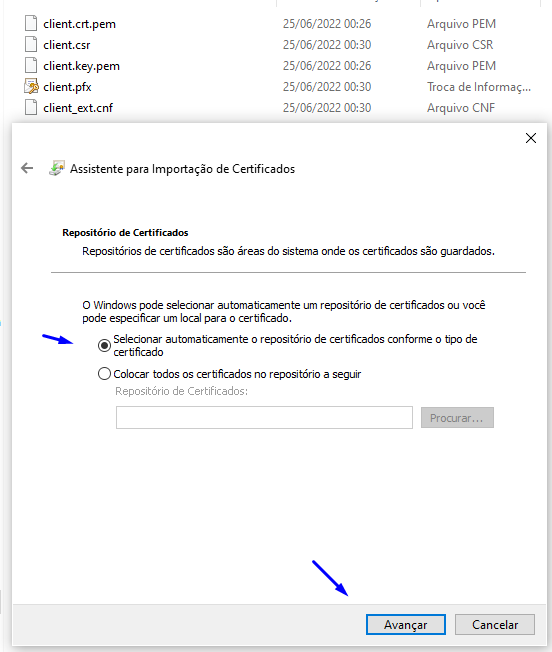 client.crt.pem 25/06/2022 00:26 Arquivo PEM
client.csr 25/06/2022 00:30 Arquivo CSR
client.key.pem 25/06/2022 00:26 Arquivo PEM
client.pfx 25/06/2022 00:30 Troca de Informaç...
client_ext.cnf 25/06/2022 00:30 Arquivo CNF
Assistente para Importação de Certificados
Repositório de Certificados
Repositórios de certificados são áreas do sistema onde os certificados são guardados.
O Windows pode selecionar automaticamente um repositório de certificados ou você
pode especificar um local para o certificado.
Selecionar automaticamente o repositório de certificados conforme o tipo de
certificado
Colocar todos os certificados no repositório a seguir
Repositório de Certificados:
Procurar...
Avançar Cancelar